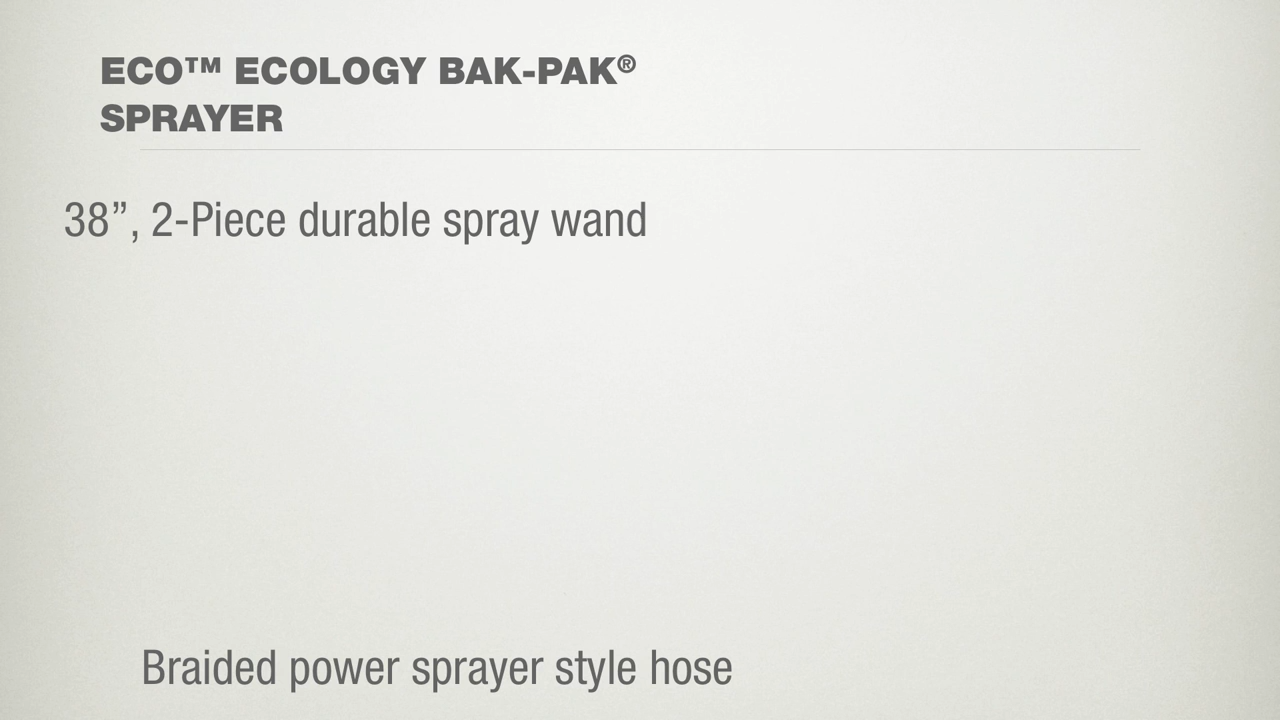 ECO™ ECOLOGY BAK-PAK®
SPRAYER
38”, 2-Piece durable spray wand
Braided power sprayer style hose